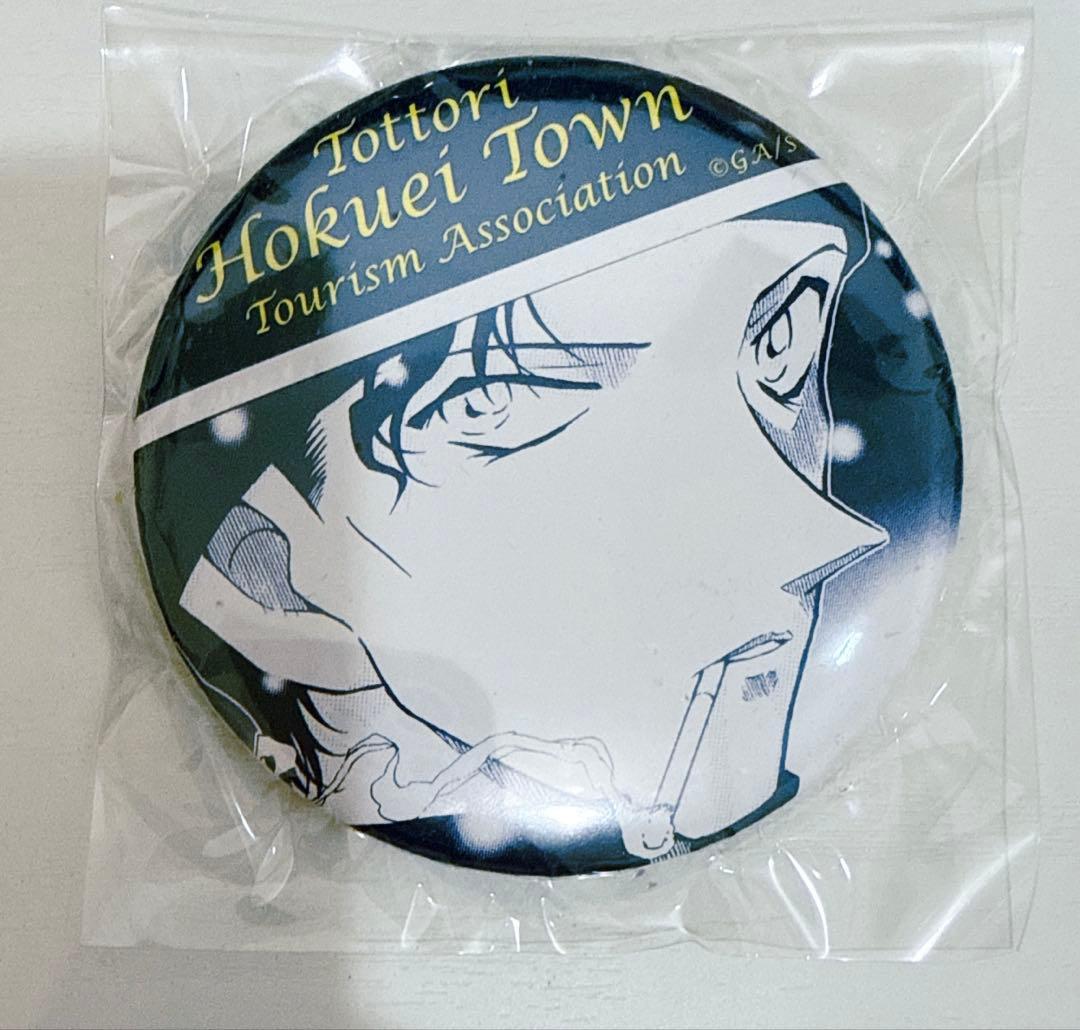 Tottori
Hokuei Town
Tourism Association ©GA/S